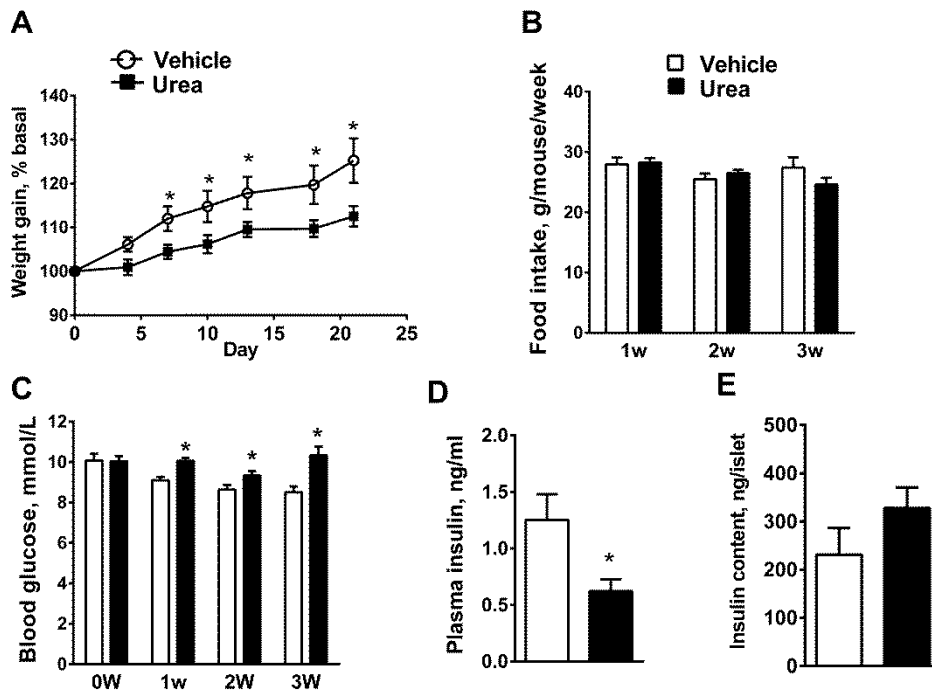 A
Vehicle
Urea
Weight gain, % basal
140
130
120
110
100
90
* * * * *
0 5 10 15 20 25
Day
B
Vehicle
Urea
Food intake, g/mouse/week
40
30
20
10
0
1w 2w 3w
C
Blood glucose, mmol/L
12
10
8
6
4
2
0
* * *
0W 1w 2W 3W
D
Plasma insulin, ng/ml
2.0
1.5
1.0
0.5
0.0
*
E
Insulin content, ng/islet
500
400
300
200
100
0